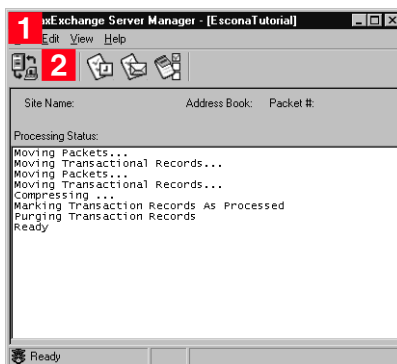 1
axExchange Server Manager - [EsconaTutorial]
Edit View Help
2
Site Name: Address Book: Packet #:
Processing Status:
Moving Packets...
Moving Transactional Records...
Moving Packets...
Moving Transactional Records...
Compressing ...
Marking Transaction Records As Processed
Purging Transaction Records
Ready
Ready